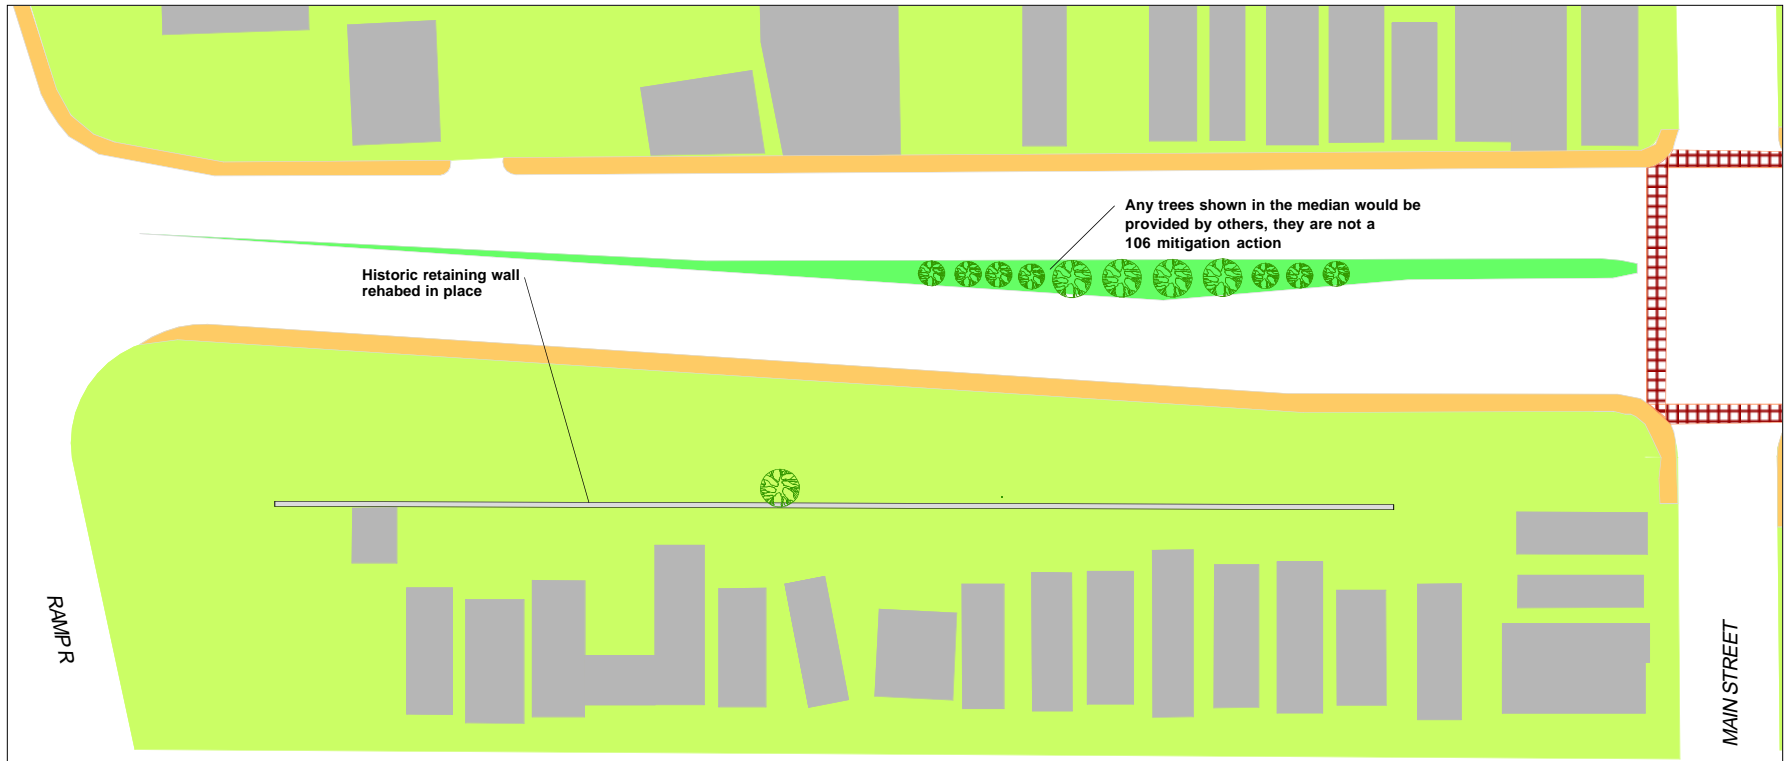 Any trees shown in the median would be
provided by others, they are not a
106 mitigation action
Historic retaining wall
rehabed in place
RAMP R
MAIN STREET